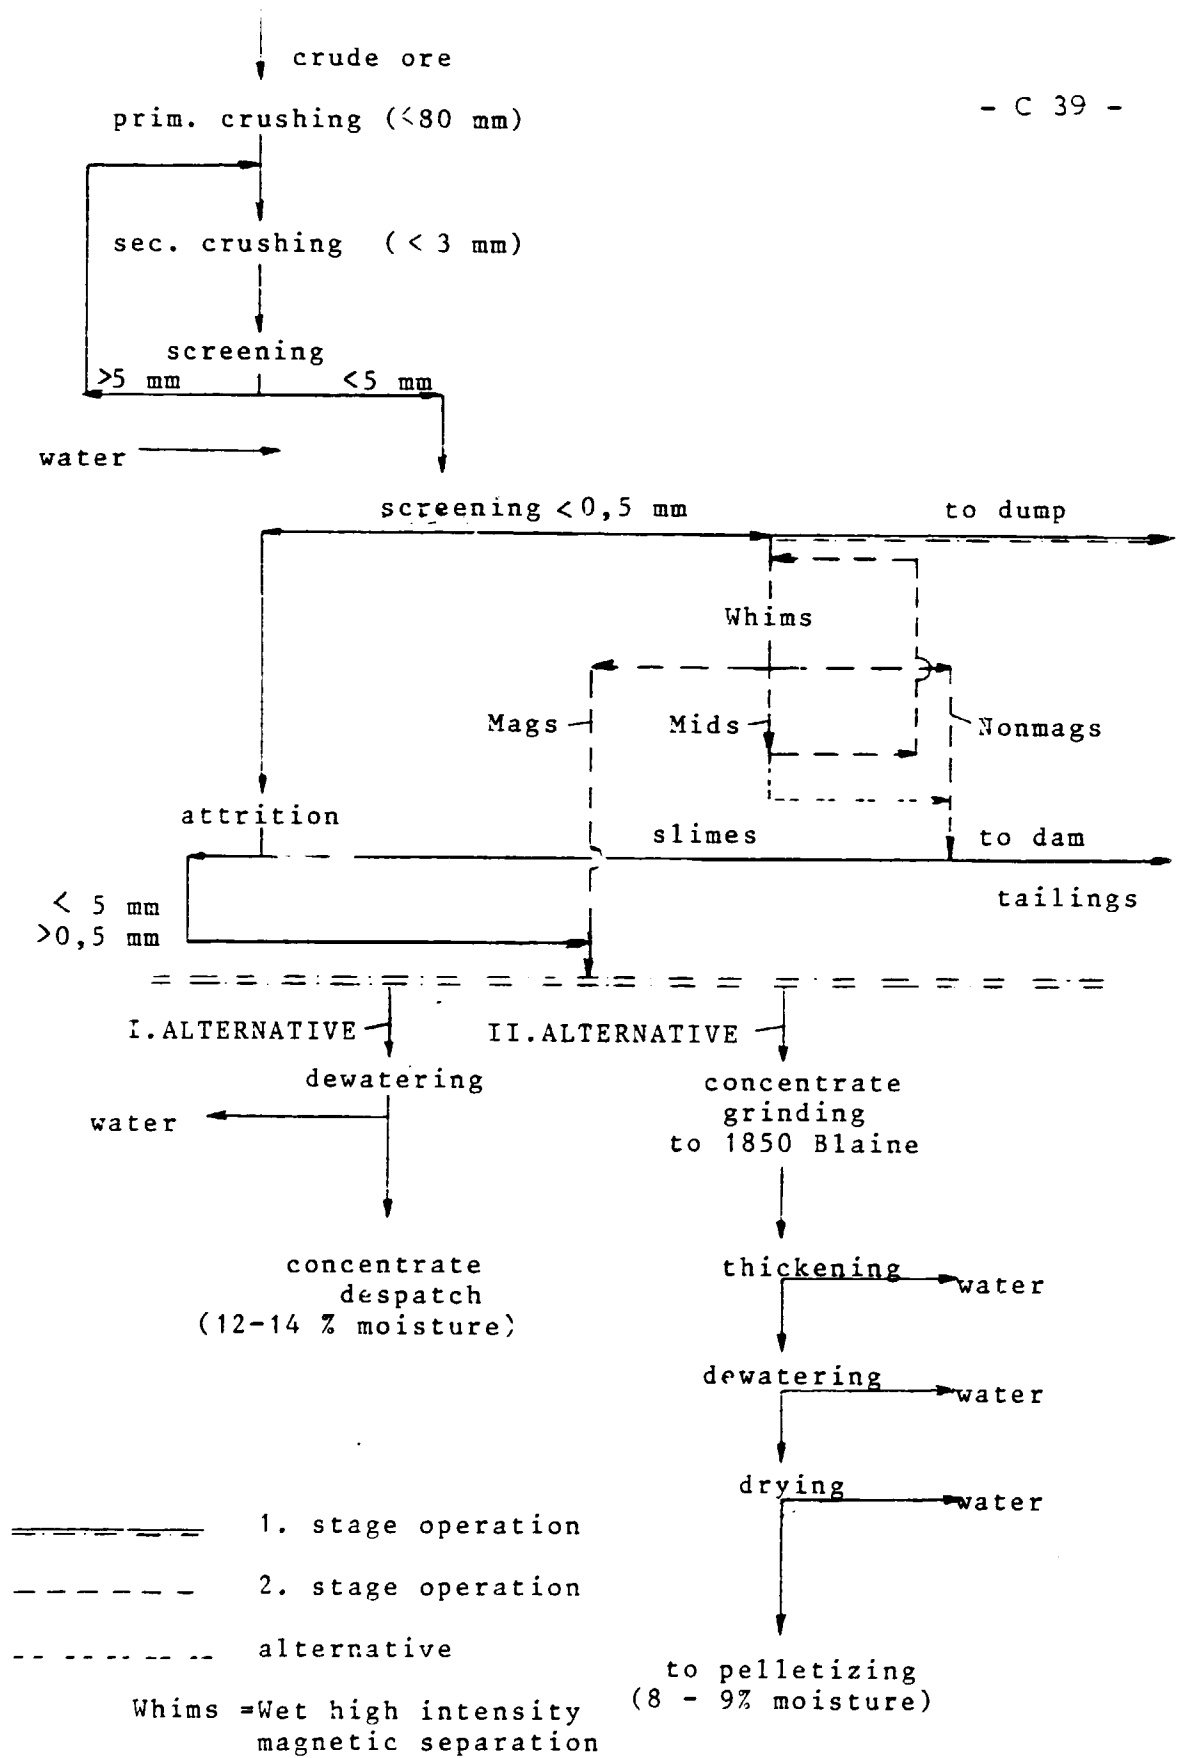 crude ore
- C 39 -
prim. crushing (<80 mm)
sec. crushing (< 3 mm)
screening
>5 mm <5 mm
water
screening <0,5 mm
to dump
Whims
Mags
Mids
Nonmags
attrition
slimes
to dam
tailings
< 5 mm
>0,5 mm
I.ALTERNATIVE
II.ALTERNATIVE
dewatering
water
concentrate
grinding
to 1850 Blaine
concentrate
despatch
(12-14 % moisture)
thickening
water
dewatering
water
drying
water
to pelletizing
(8 - 9% moisture)
1. stage operation
2. stage operation
alternative
Whims =Wet high intensity
magnetic separation